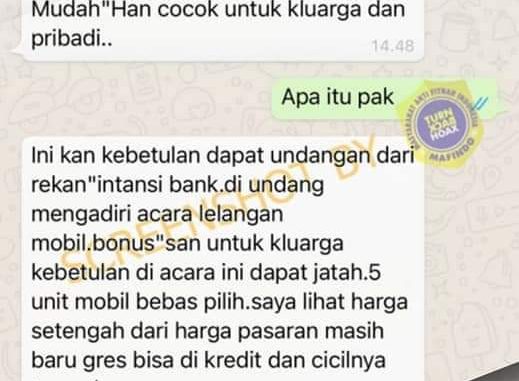 Mudah"Han cocok untuk kluarga dan
pribadi..
14.48
Apa itu pak
MASYARAKAT ANTI FITNAH INDONESIA
TURN
BACK
HOAX
MAFINDO
SCREENSHOT BY
Ini kan kebetulan dapat undangan dari
rekan"intansi bank.di undang
mengadiri acara lelangan
mobil.bonus"san untuk kluarga
kebetulan di acara ini dapat jatah.5
unit mobil bebas pilih.saya lihat harga
setengah dari harga pasaran masih
baru gres bisa di kredit dan cicilnya